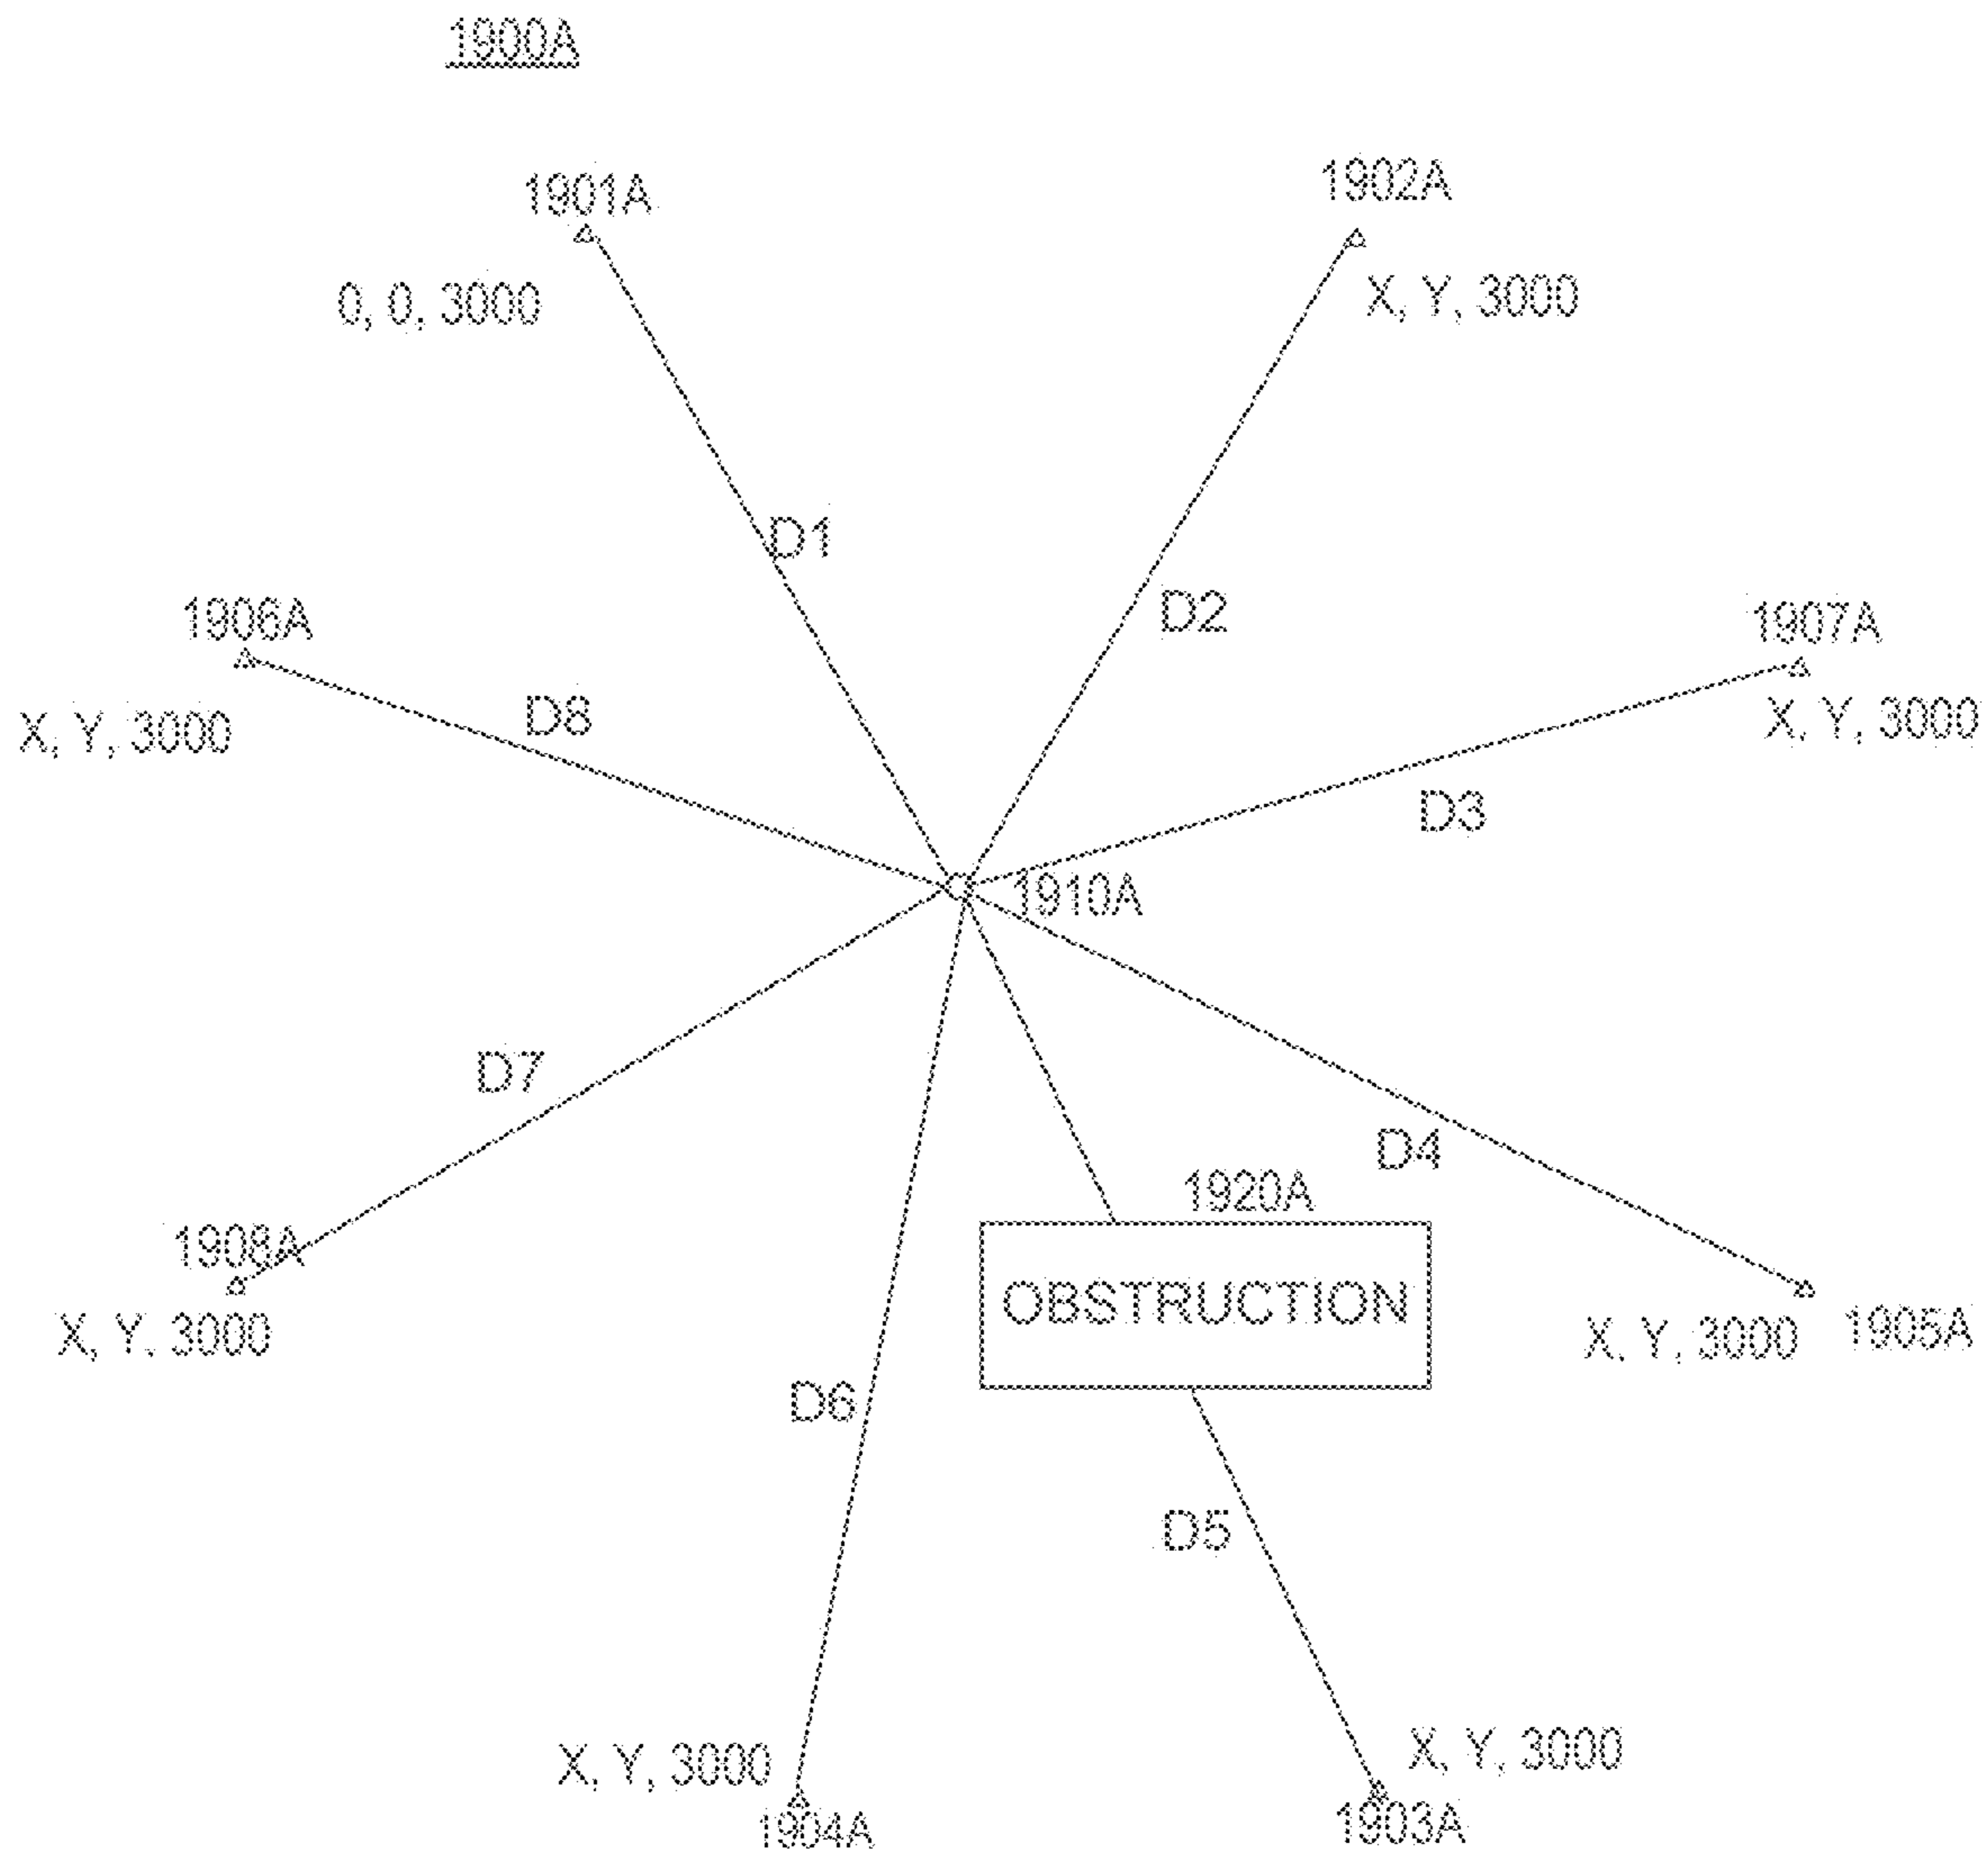 1900A
1901A
1902A
0, 0, 3000
X, Y, 3000
D1
D2
1906A
1907A
X, Y, 3000
D8
X, Y, 3000
D3
1910A
D7
D4
1920A
1908A
OBSTRUCTION
X, Y, 3000
X, Y, 3000
1905A
D6
D5
X, Y, 3000
X, Y, 3000
1904A
1903A